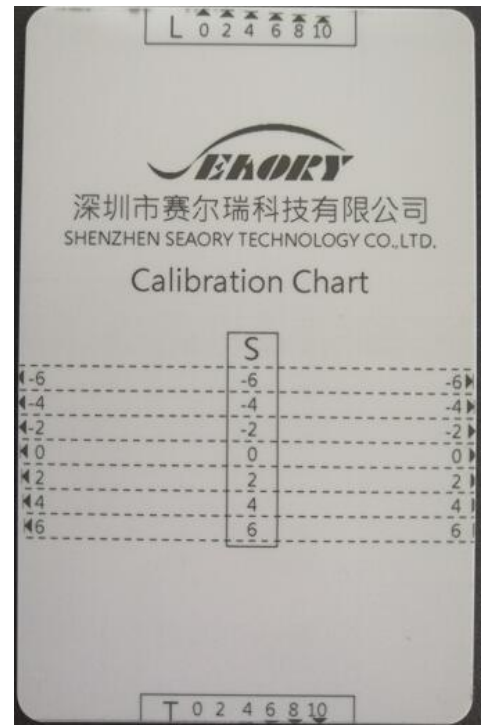 L 0 2 4 6 8 10
SEAORY
深圳市赛尔瑞科技有限公司
SHENZHEN SEAORY TECHNOLOGY CO.,LTD.
Calibration Chart
S
-6 -6 -6
-4 -4 -4
-2 -2 -2
0 0 0
2 2 2
4 4 4
6 6 6
T 0 2 4 6 8 10